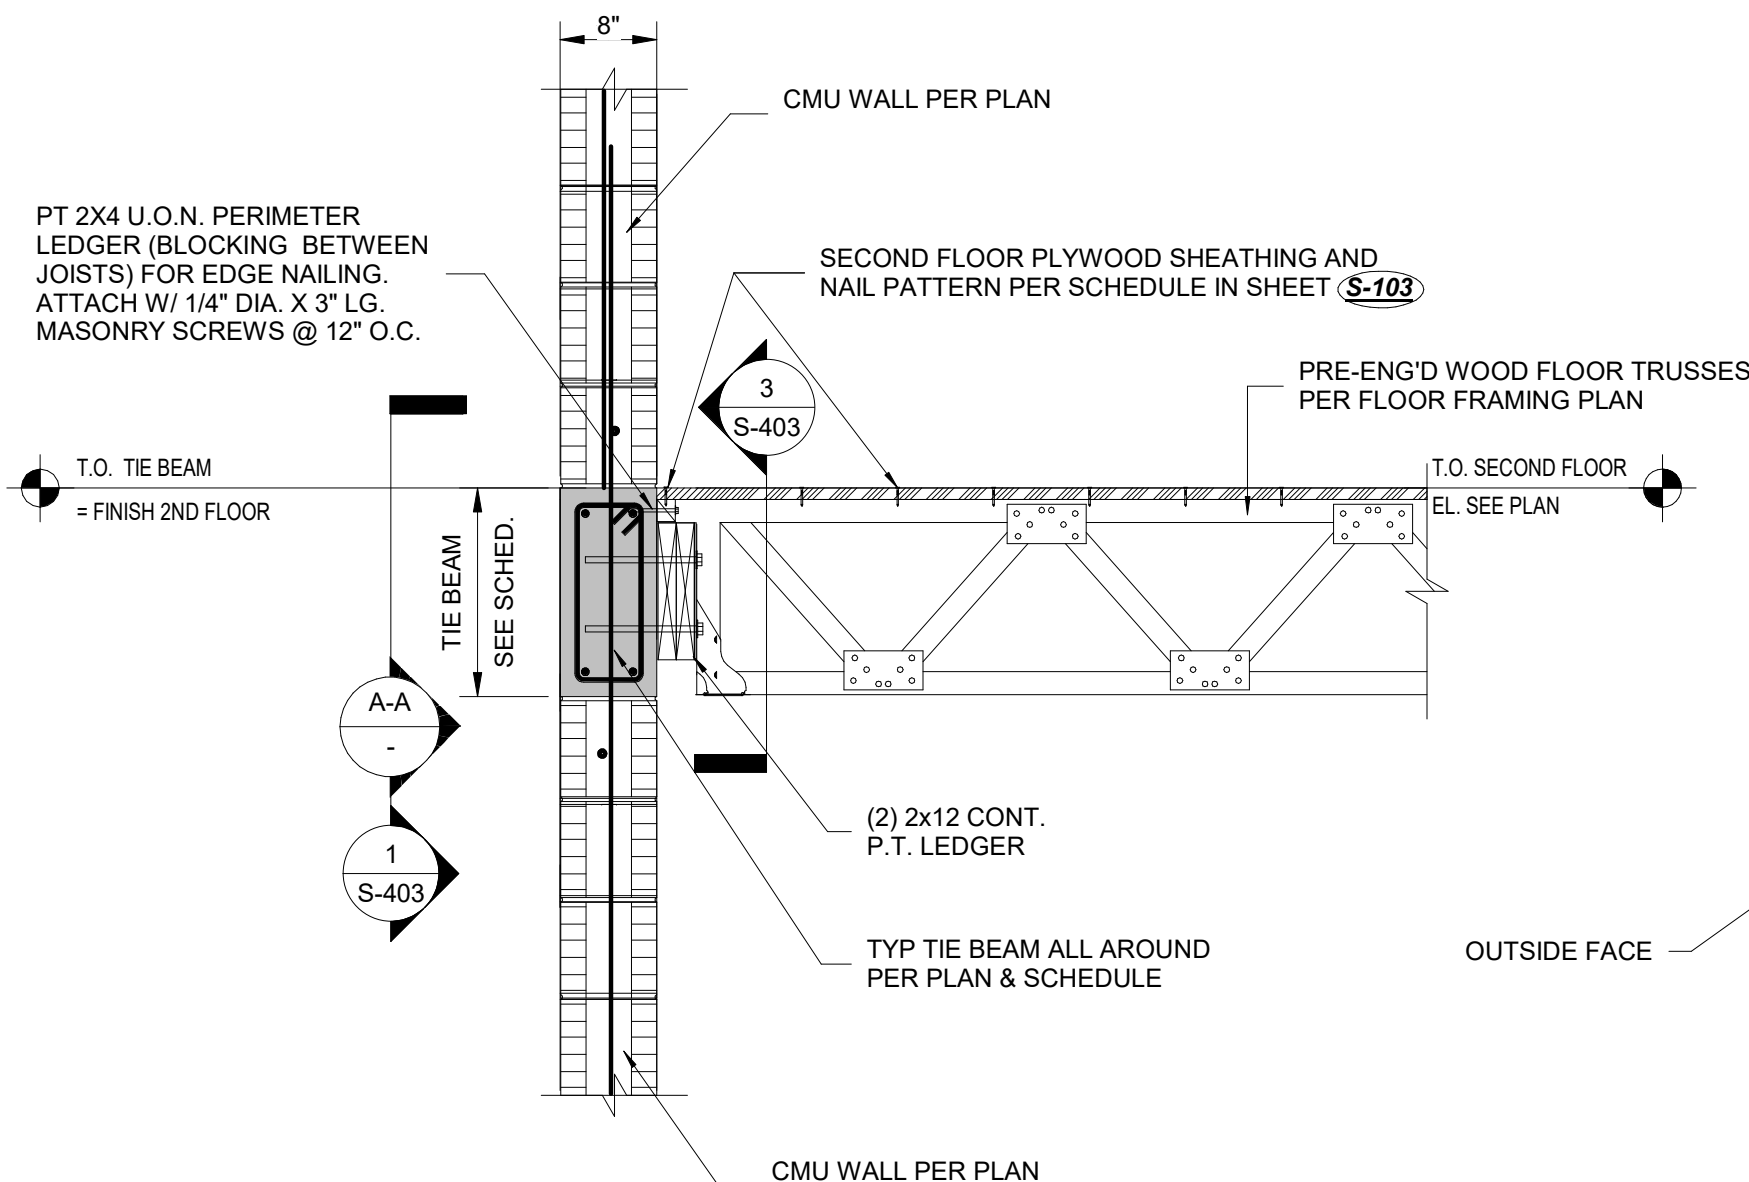 8"
CMU WALL PER PLAN
PT 2X4 U.O.N. PERIMETER
LEDGER (BLOCKING BETWEEN
JOISTS) FOR EDGE NAILING.
ATTACH W/ 1/4" DIA. X 3" LG.
MASONRY SCREWS @ 12" O.C.
SECOND FLOOR PLYWOOD SHEATHING AND
NAIL PATTERN PER SCHEDULE IN SHEET S-103
3
S-403
PRE-ENG'D WOOD FLOOR TRUSSES
PER FLOOR FRAMING PLAN
T.O. TIE BEAM
= FINISH 2ND FLOOR
T.O. SECOND FLOOR
EL. SEE PLAN
TIE BEAM
SEE SCHED.
A-A
-
1
S-403
(2) 2x12 CONT.
P.T. LEDGER
TYP TIE BEAM ALL AROUND
PER PLAN & SCHEDULE
OUTSIDE FACE
CMU WALL PER PLAN